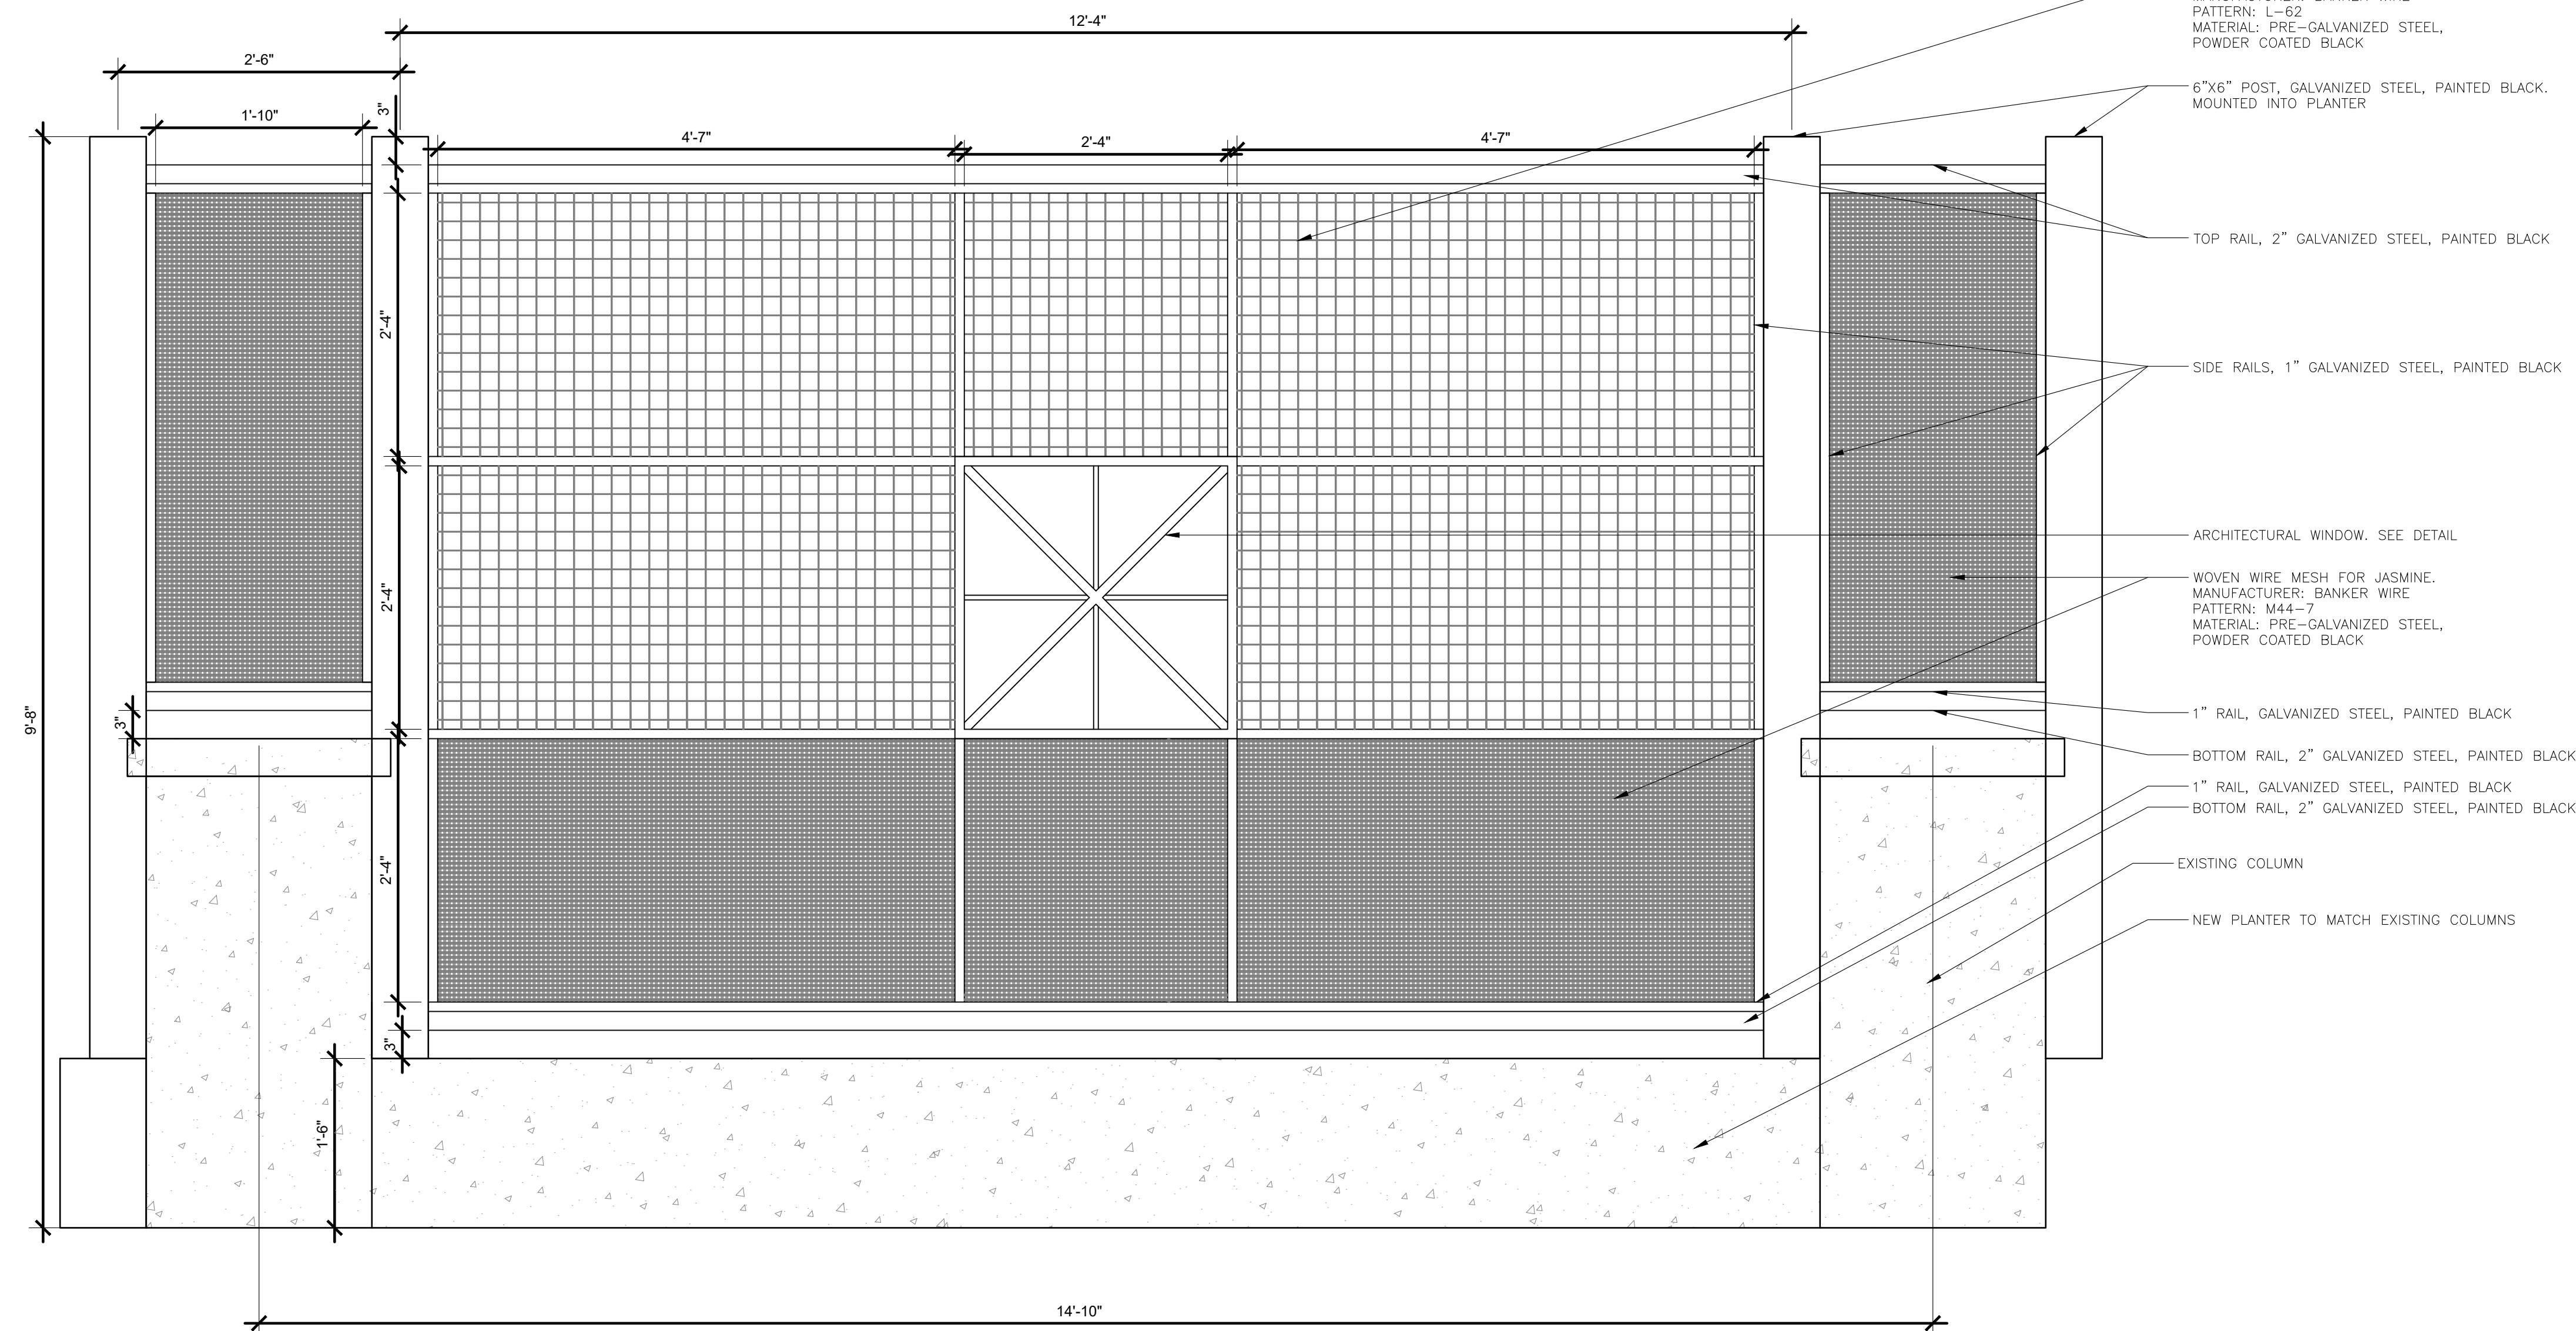 12'-4"
2'-6"
1'-10"
3"
4'-7"
2'-4"
4'-7"
2'-4"
2'-4"
9'-8"
3"
2'-4"
3"
1'-6"
14'-10"
PATTERN: L-62
MATERIAL: PRE-GALVANIZED STEEL,
POWDER COATED BLACK
6"X6" POST, GALVANIZED STEEL, PAINTED BLACK.
MOUNTED INTO PLANTER
TOP RAIL, 2" GALVANIZED STEEL, PAINTED BLACK
SIDE RAILS, 1" GALVANIZED STEEL, PAINTED BLACK
ARCHITECTURAL WINDOW. SEE DETAIL
WOVEN WIRE MESH FOR JASMINE.
MANUFACTURER: BANKER WIRE
PATTERN: M44-7
MATERIAL: PRE-GALVANIZED STEEL,
POWDER COATED BLACK
1" RAIL, GALVANIZED STEEL, PAINTED BLACK
BOTTOM RAIL, 2" GALVANIZED STEEL, PAINTED BLACK
1" RAIL, GALVANIZED STEEL, PAINTED BLACK
BOTTOM RAIL, 2" GALVANIZED STEEL, PAINTED BLACK
EXISTING COLUMN
NEW PLANTER TO MATCH EXISTING COLUMNS